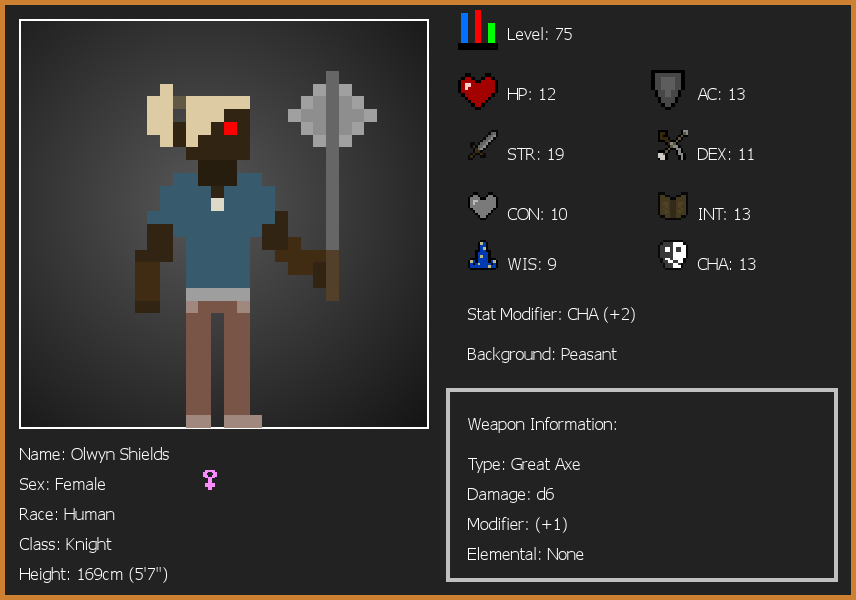 Level: 75
HP: 12
AC: 13
STR: 19
DEX: 11
CON: 10
INT: 13
WIS: 9
CHA: 13
Stat Modifier: CHA (+2)
Background: Peasant
Weapon Information:
Type: Great Axe
Damage: d6
Modifier: (+1)
Elemental: None
Name: Olwyn Shields
Sex: Female
Race: Human
Class: Knight
Height: 169cm (5'7")